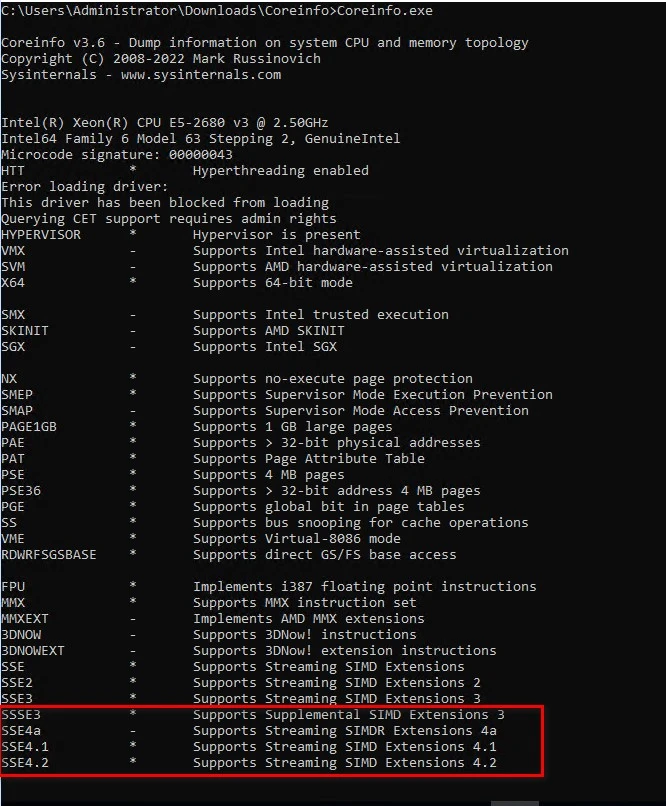 C:\Users\Administrator\Downloads\Coreinfo>Coreinfo.exe
Coreinfo v3.6 - Dump information on system CPU and memory topology
Copyright (C) 2008-2022 Mark Russinovich
Sysinternals - www.sysinternals.com
Intel(R) Xeon(R) CPU E5-2680 v3 @ 2.50GHz
Intel64 Family 6 Model 63 Stepping 2, GenuineIntel
Microcode signature: 00000043
HTT * Hyperthreading enabled
Error loading driver:
This driver has been blocked from loading
Querying CET support requires admin rights
HYPERVISOR * Hypervisor is present
VMX - Supports Intel hardware-assisted virtualization
SVM - Supports AMD hardware-assisted virtualization
X64 * Supports 64-bit mode
SMX - Supports Intel trusted execution
SKINIT - Supports AMD SKINIT
SGX - Supports Intel SGX
NX * Supports no-execute page protection
SMEP * Supports Supervisor Mode Execution Prevention
SMAP - Supports Supervisor Mode Access Prevention
PAGE1GB * Supports 1 GB large pages
PAE * Supports > 32-bit physical addresses
PAT * Supports Page Attribute Table
PSE * Supports 4 MB pages
PSE36 * Supports > 32-bit address 4 MB pages
PGE * Supports global bit in page tables
SS * Supports bus snooping for cache operations
VME * Supports Virtual-8086 mode
RDWRFSGSBASE * Supports direct GS/FS base access
FPU * Implements i387 floating point instructions
MMX * Supports MMX instruction set
MMXEXT - Implements AMD MMX extensions
3DNOW - Supports 3DNow! instructions
3DNOWEXT - Supports 3DNow! extension instructions
SSE * Supports Streaming SIMD Extensions
SSE2 * Supports Streaming SIMD Extensions 2
SSE3 * Supports Streaming SIMD Extensions 3
SSSE3 * Supports Supplemental SIMD Extensions 3
SSE4a - Supports Streaming SIMDR Extensions 4a
SSE4.1 * Supports Streaming SIMD Extensions 4.1
SSE4.2 * Supports Streaming SIMD Extensions 4.2